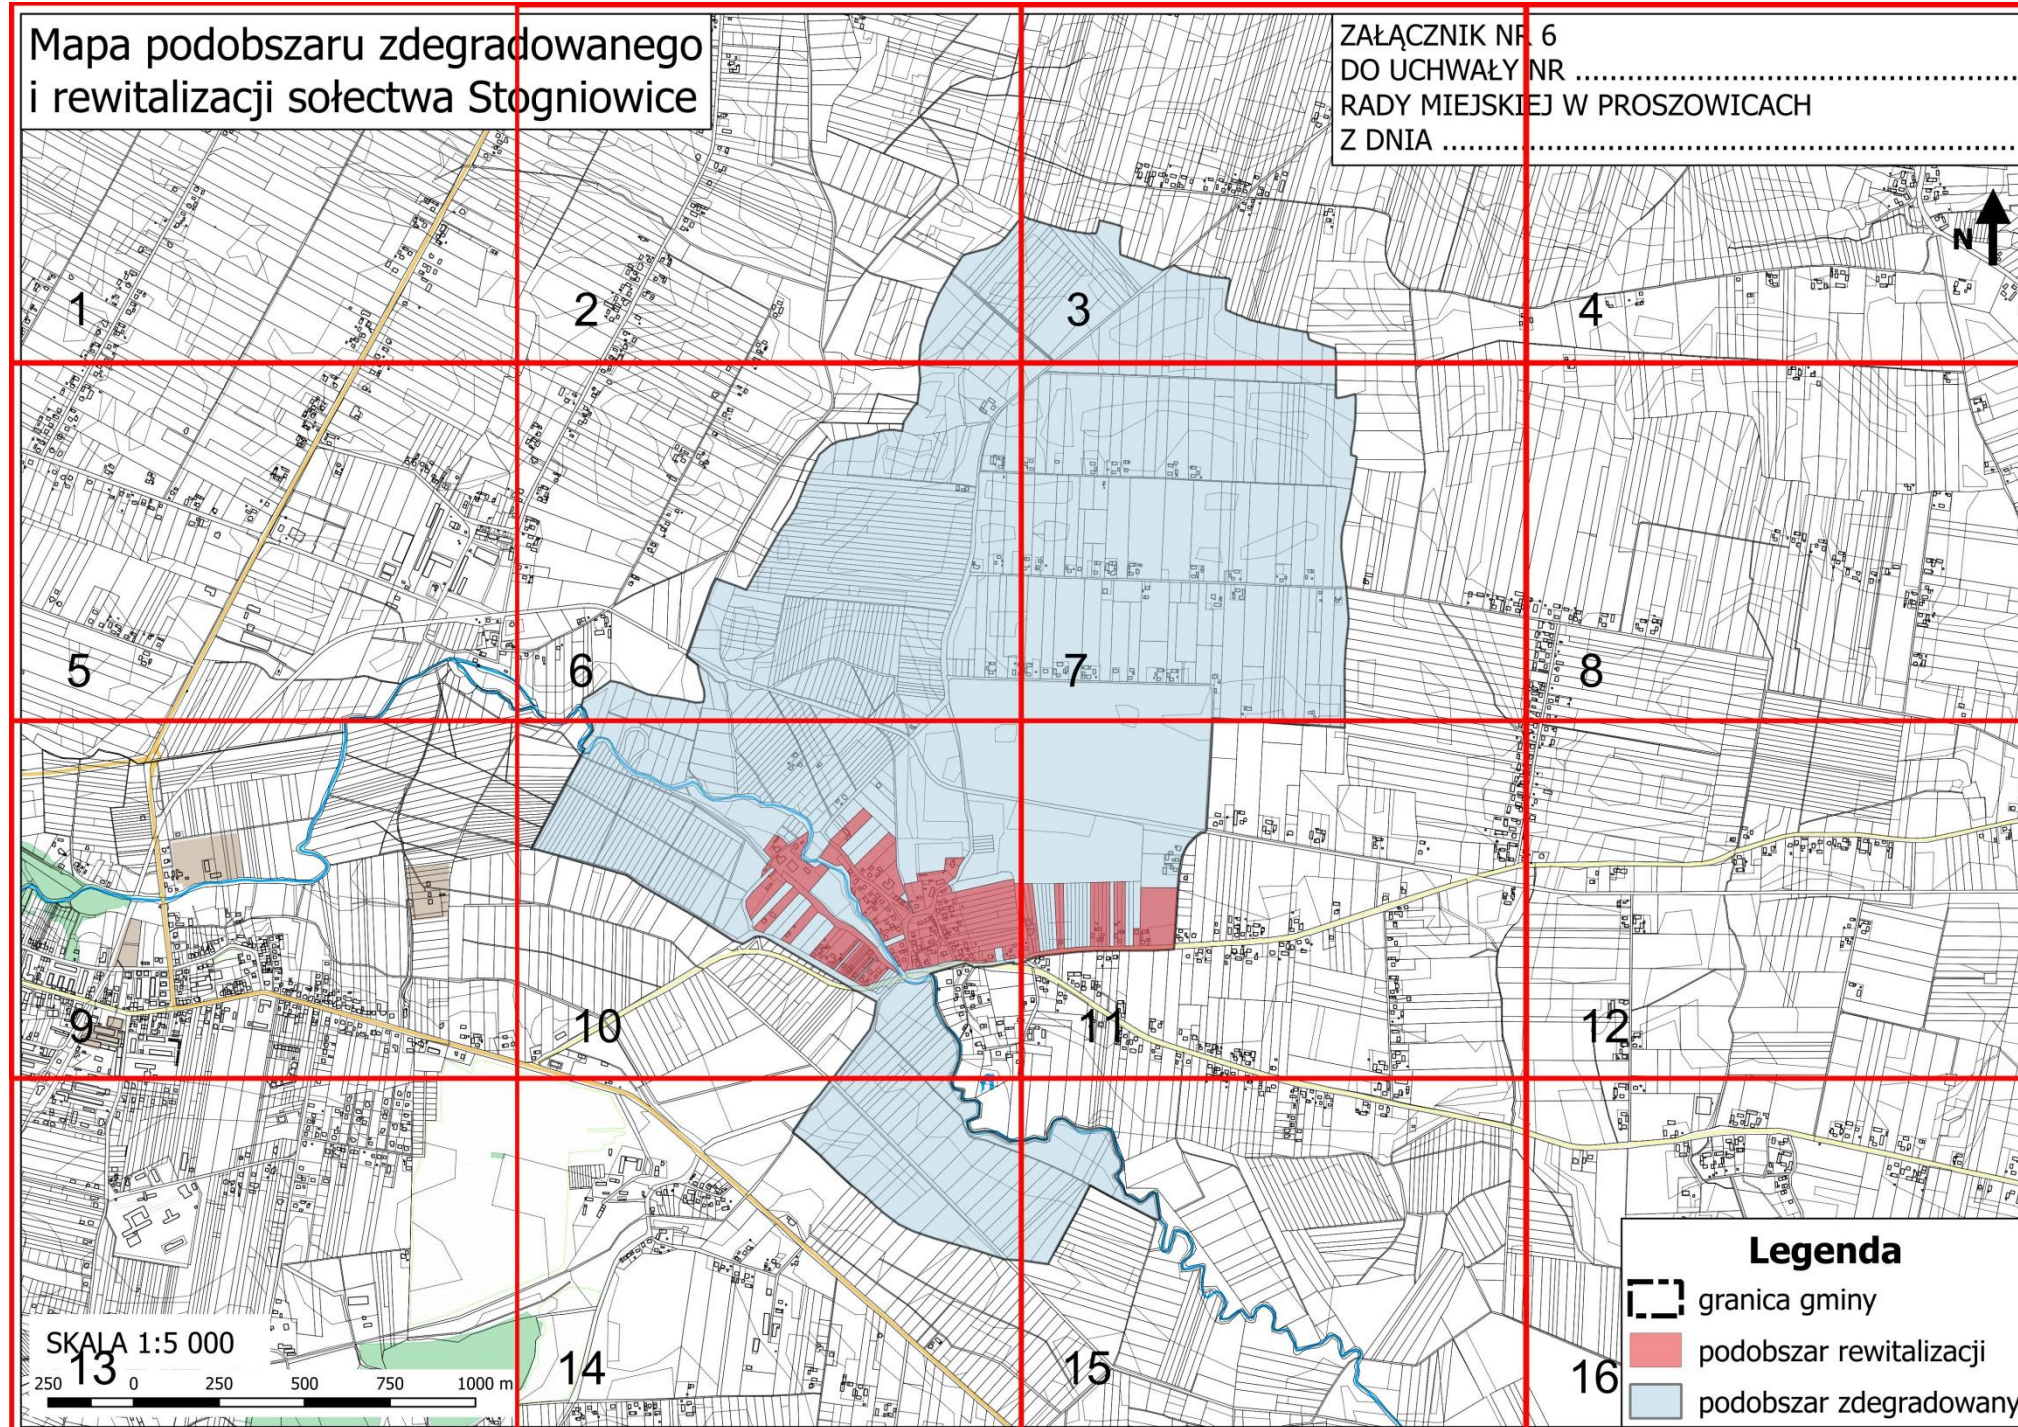 Mapa podobszaru zdegradowanego
i rewitalizacji sołectwa Stogniowice
ZAŁĄCZNIK NR 6
DO UCHWAŁY NR ....................................................
RADY MIEJSKIEJ W PROSZOWICACH
Z DNIA ....................................................................
N
1
2
3
4
5
6
7
8
9
10
11
12
13
14
15
16
SKALA 1:5 000
250 0 250 500 750 1000 m
Legenda
granica gminy
podobszar rewitalizacji
podobszar zdegradowany